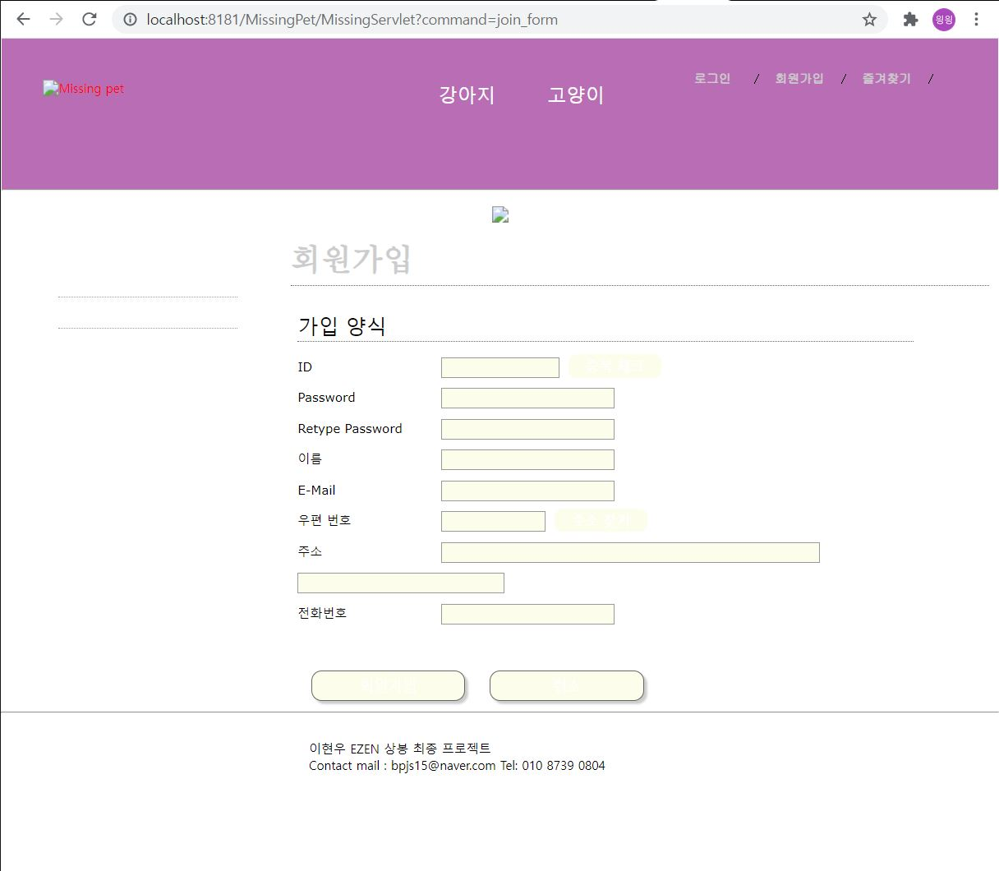 localhost:8181/MissingPet/MissingServlet?command=join_form
윙윙
Missing pet
강아지 고양이
로그인 / 회원가입 / 즐겨찾기 /
회원가입
가입 양식
ID 중복 체크
Password
Retype Password
이름
E-Mail
우편 번호 주소 찾기
주소
전화번호
취소
이현우 EZEN 상봉 최종 프로젝트
Contact mail : bpjs15@naver.com Tel: 010 8739 0804